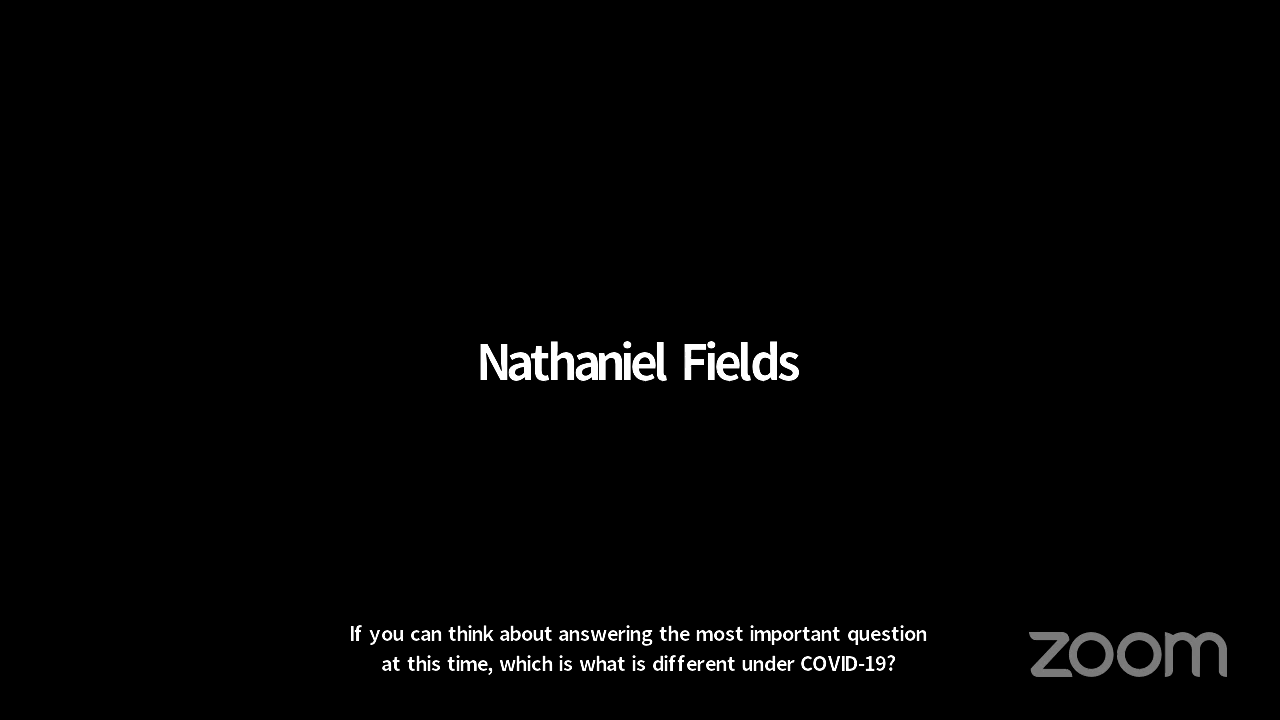 Nathaniel Fields
If you can think about answering the most important question
at this time, which is what is different under COVID-19?
zoom